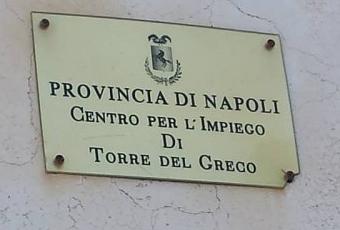 PROVINCIA DI NAPOLI
CENTRO PER L'IMPIEGO
DI
TORRE DEL GRECO